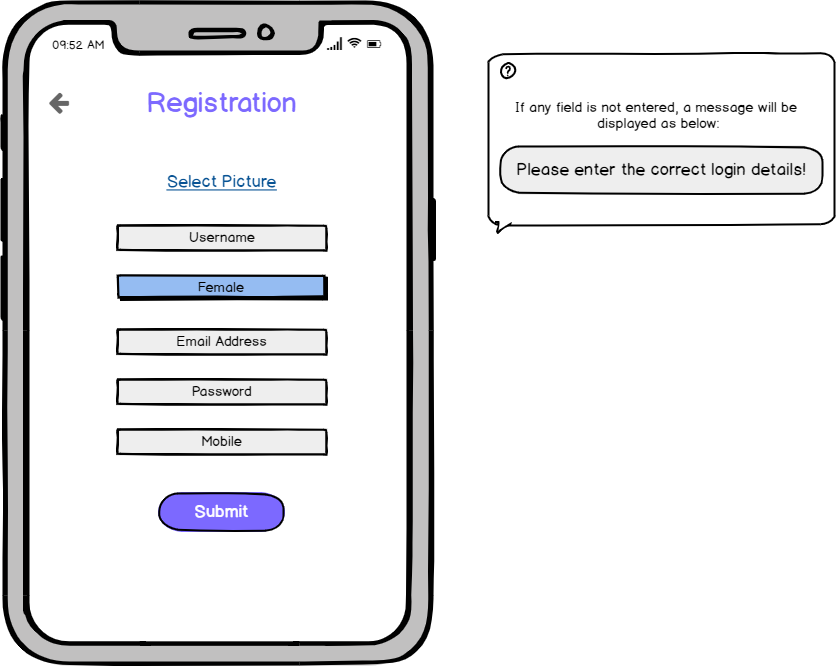 09:52 AM
Registration
Select Picture
Username
Female
Email Address
Password
Mobile
Submit
?
If any field is not entered, a message will be
displayed as below:
Please enter the correct login details!